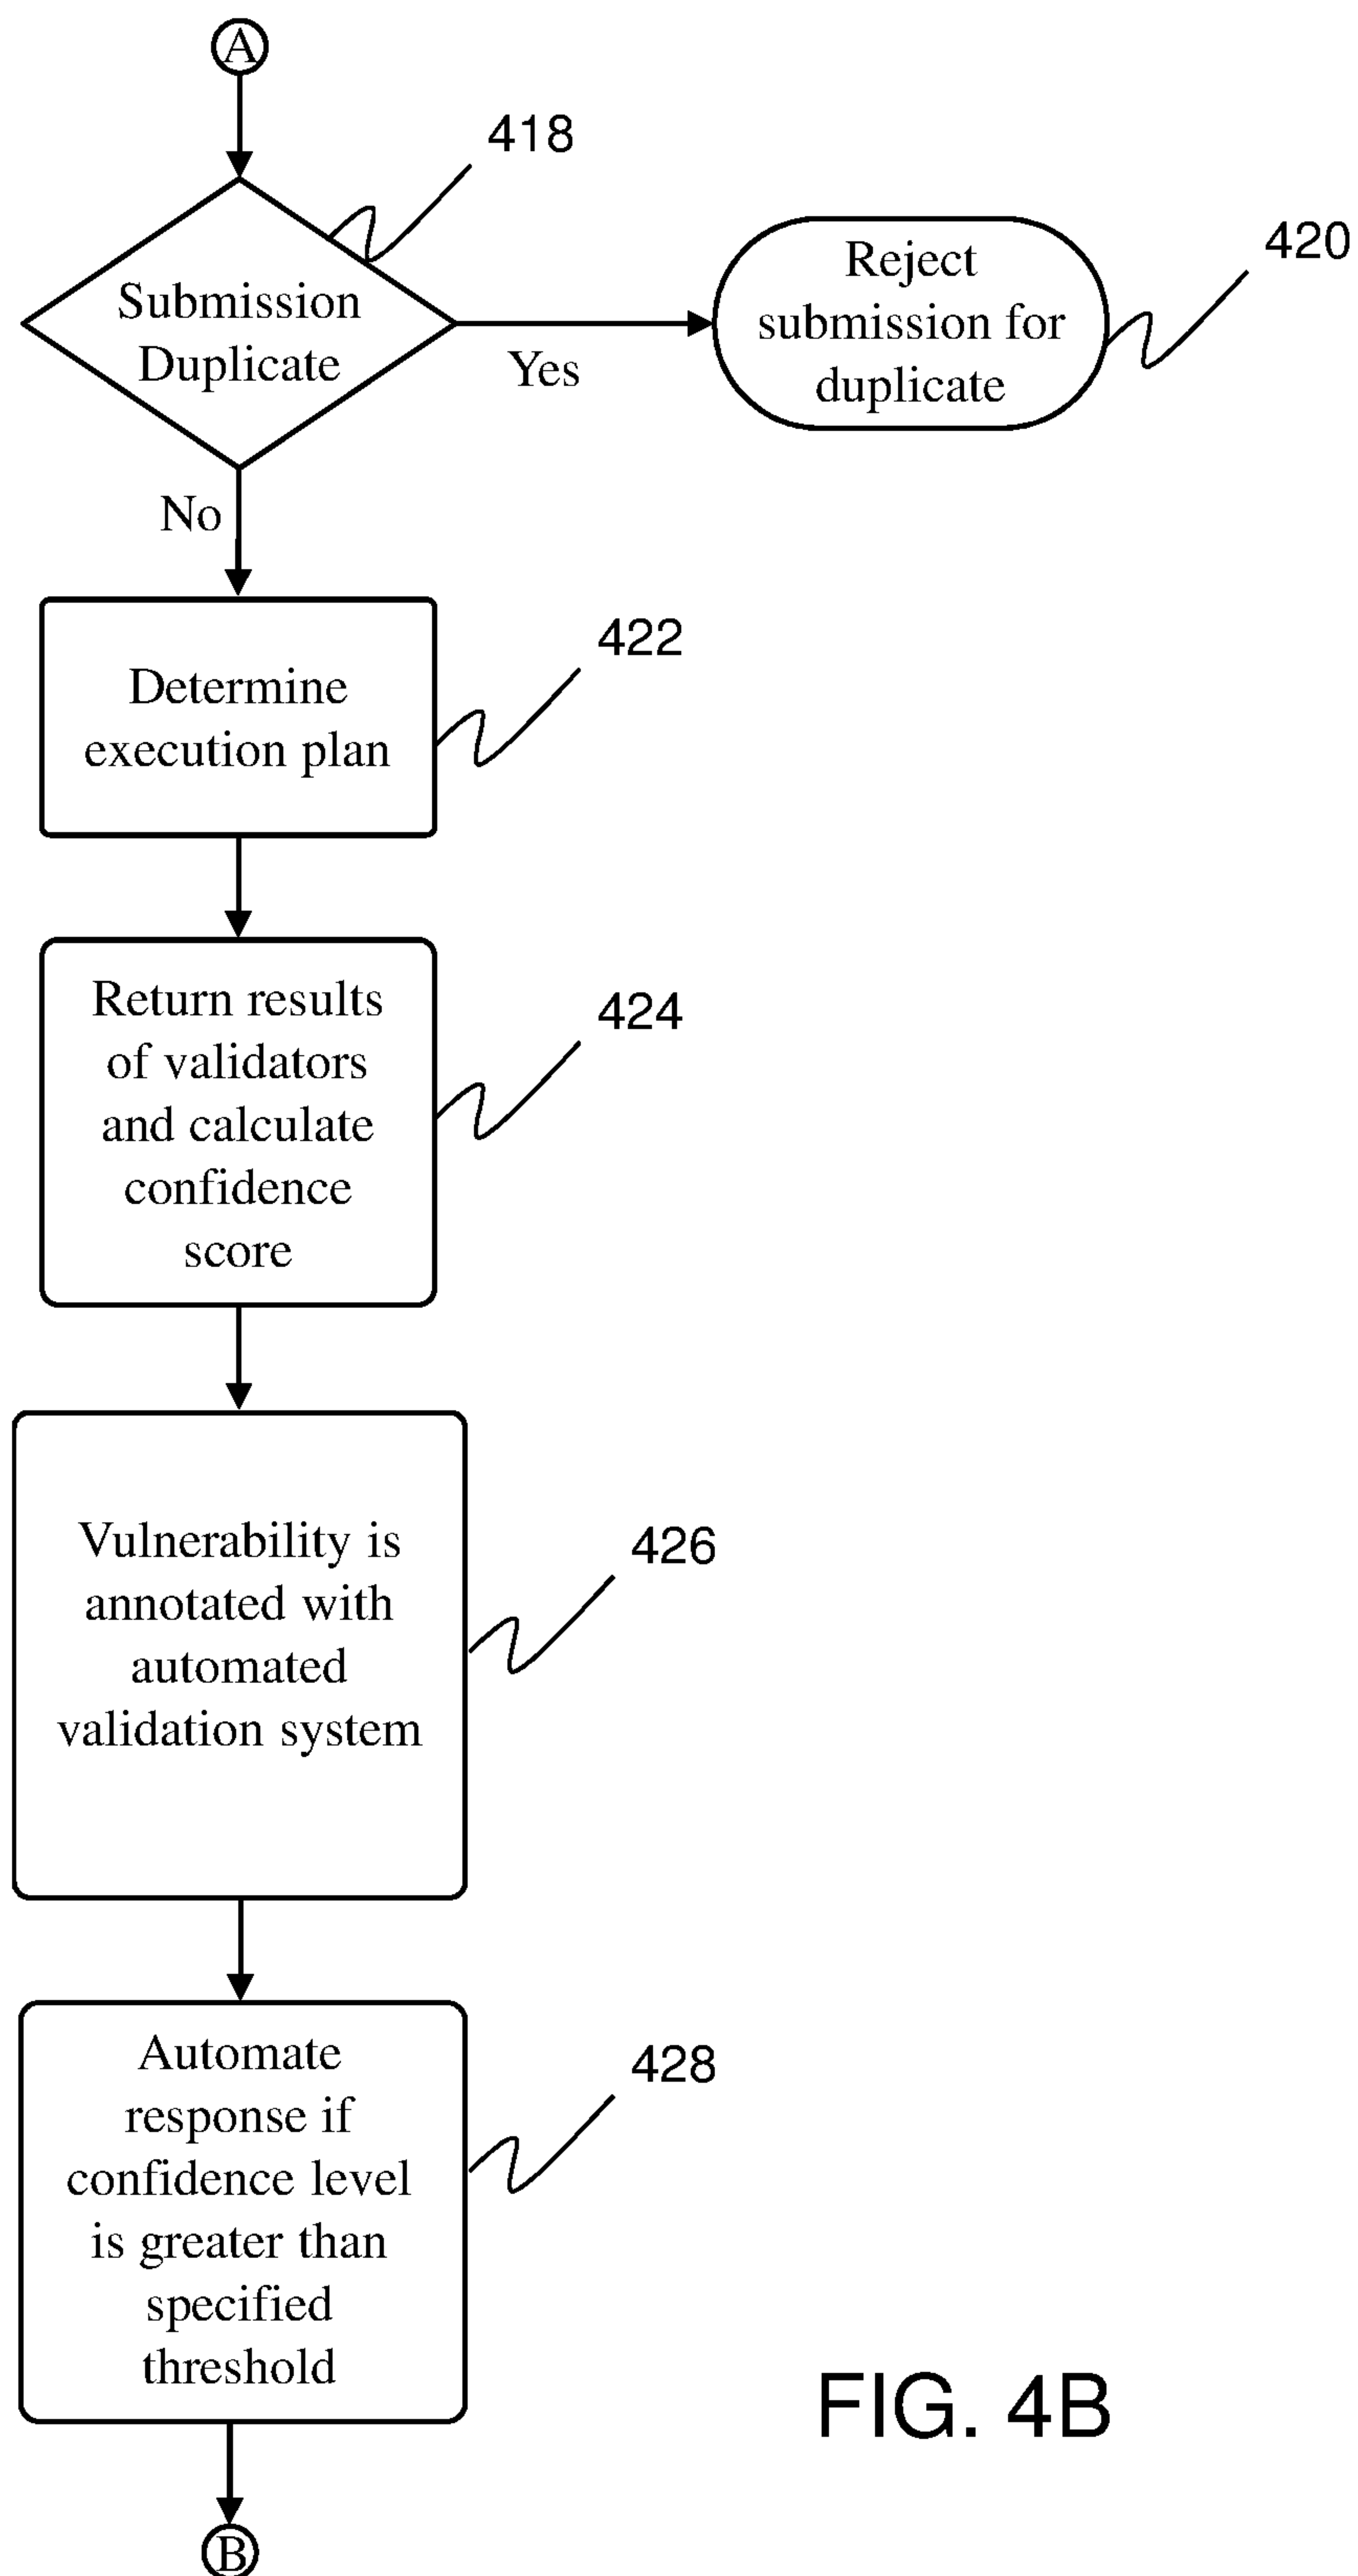 A
418
Submission
Duplicate
Yes
Reject
submission for
duplicate
420
No
Determine
execution plan
422
Return results
of validators
and calculate
confidence
score
424
Vulnerability is
annotated with
automated
validation system
426
Automate
response if
confidence level
is greater than
specified
threshold
428
FIG. 4B
B